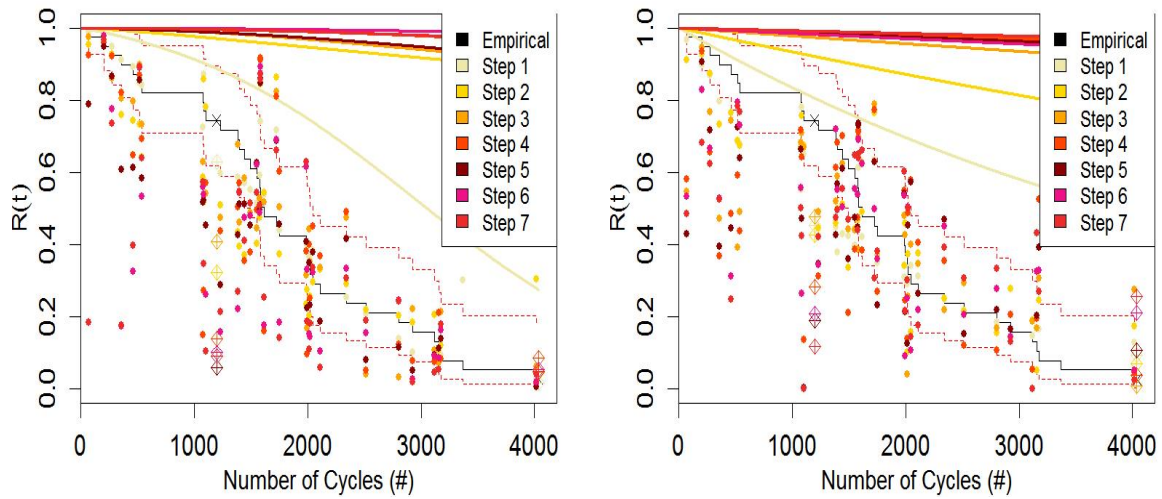 R(t)
1.0
0.8
0.6
0.4
0.2
0.0
0 1000 2000 3000 4000
Number of Cycles (#)
Empirical
Step 1
Step 2
Step 3
Step 4
Step 5
Step 6
Step 7
R(t)
1.0
0.8
0.6
0.4
0.2
0.0
0 1000 2000 3000 4000
Number of Cycles (#)
Empirical
Step 1
Step 2
Step 3
Step 4
Step 5
Step 6
Step 7